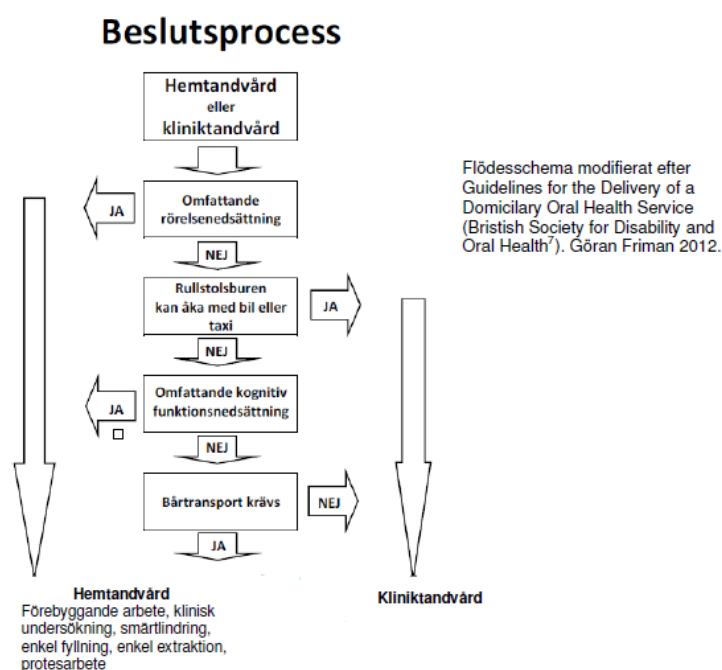 Beslutsprocess
Hemtandvård
eller
kliniktandvård
JA
Omfattande
rörelsenedsättning
NEJ
Rullstolsburen
kan åka med bil eller
taxi
JA
NEJ
JA
Omfattande kognitiv
funktionsnedsättning
NEJ
Bårtransport krävs
NEJ
JA
Hemtandvård
Förebyggande arbete, klinisk
undersökning, smärtlindring,
enkel fyllning, enkel extraktion,
protesarbete
Kliniktandvård
Flödesschema modifierat efter
Guidelines for the Delivery of a
Domicilary Oral Health Service
(Bristish Society for Disability and
Oral Health7). Göran Friman 2012.